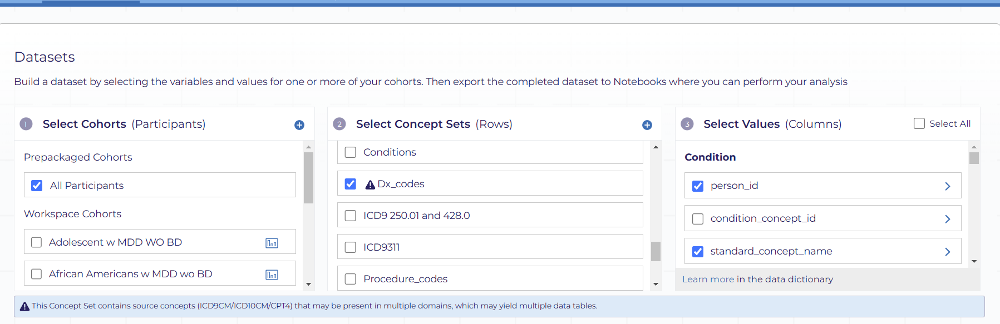 Datasets
Build a dataset by selecting the variables and values for one or more of your cohorts. Then export the completed dataset to Notebooks where you can perform your analysis
1 Select Cohorts (Participants)
Prepackaged Cohorts
All Participants
Workspace Cohorts
Adolescent w MDD WO BD
African Americans w MDD wo BD
2 Select Concept Sets (Rows)
Conditions
Dx_codes
ICD9 250.01 and 428.0
ICD9311
Procedure_codes
3 Select Values (Columns)
Select All
Condition
person_id
condition_concept_id
standard_concept_name
Learn more in the data dictionary
This Concept Set contains source concepts (ICD9CM/ICD10CM/CPT4) that may be present in multiple domains, which may yield multiple data tables.